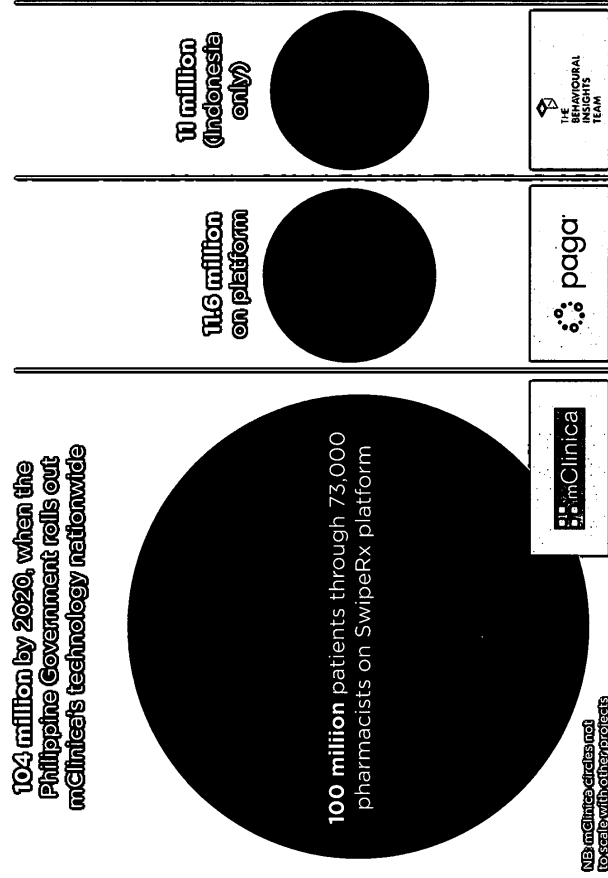 104 million by 2020, when the
Philippine Government rolls out
mClinica's technology nationwide
100 million patients through 73,000
pharmacists on SwipeRx platform
NB: mClinica circles not
to scale with other projects
mClinica
11.6 million
on platform
paga
11 million
(Indonesia
only)
THE
BEHAVIOURAL
INSIGHTS
TEAM